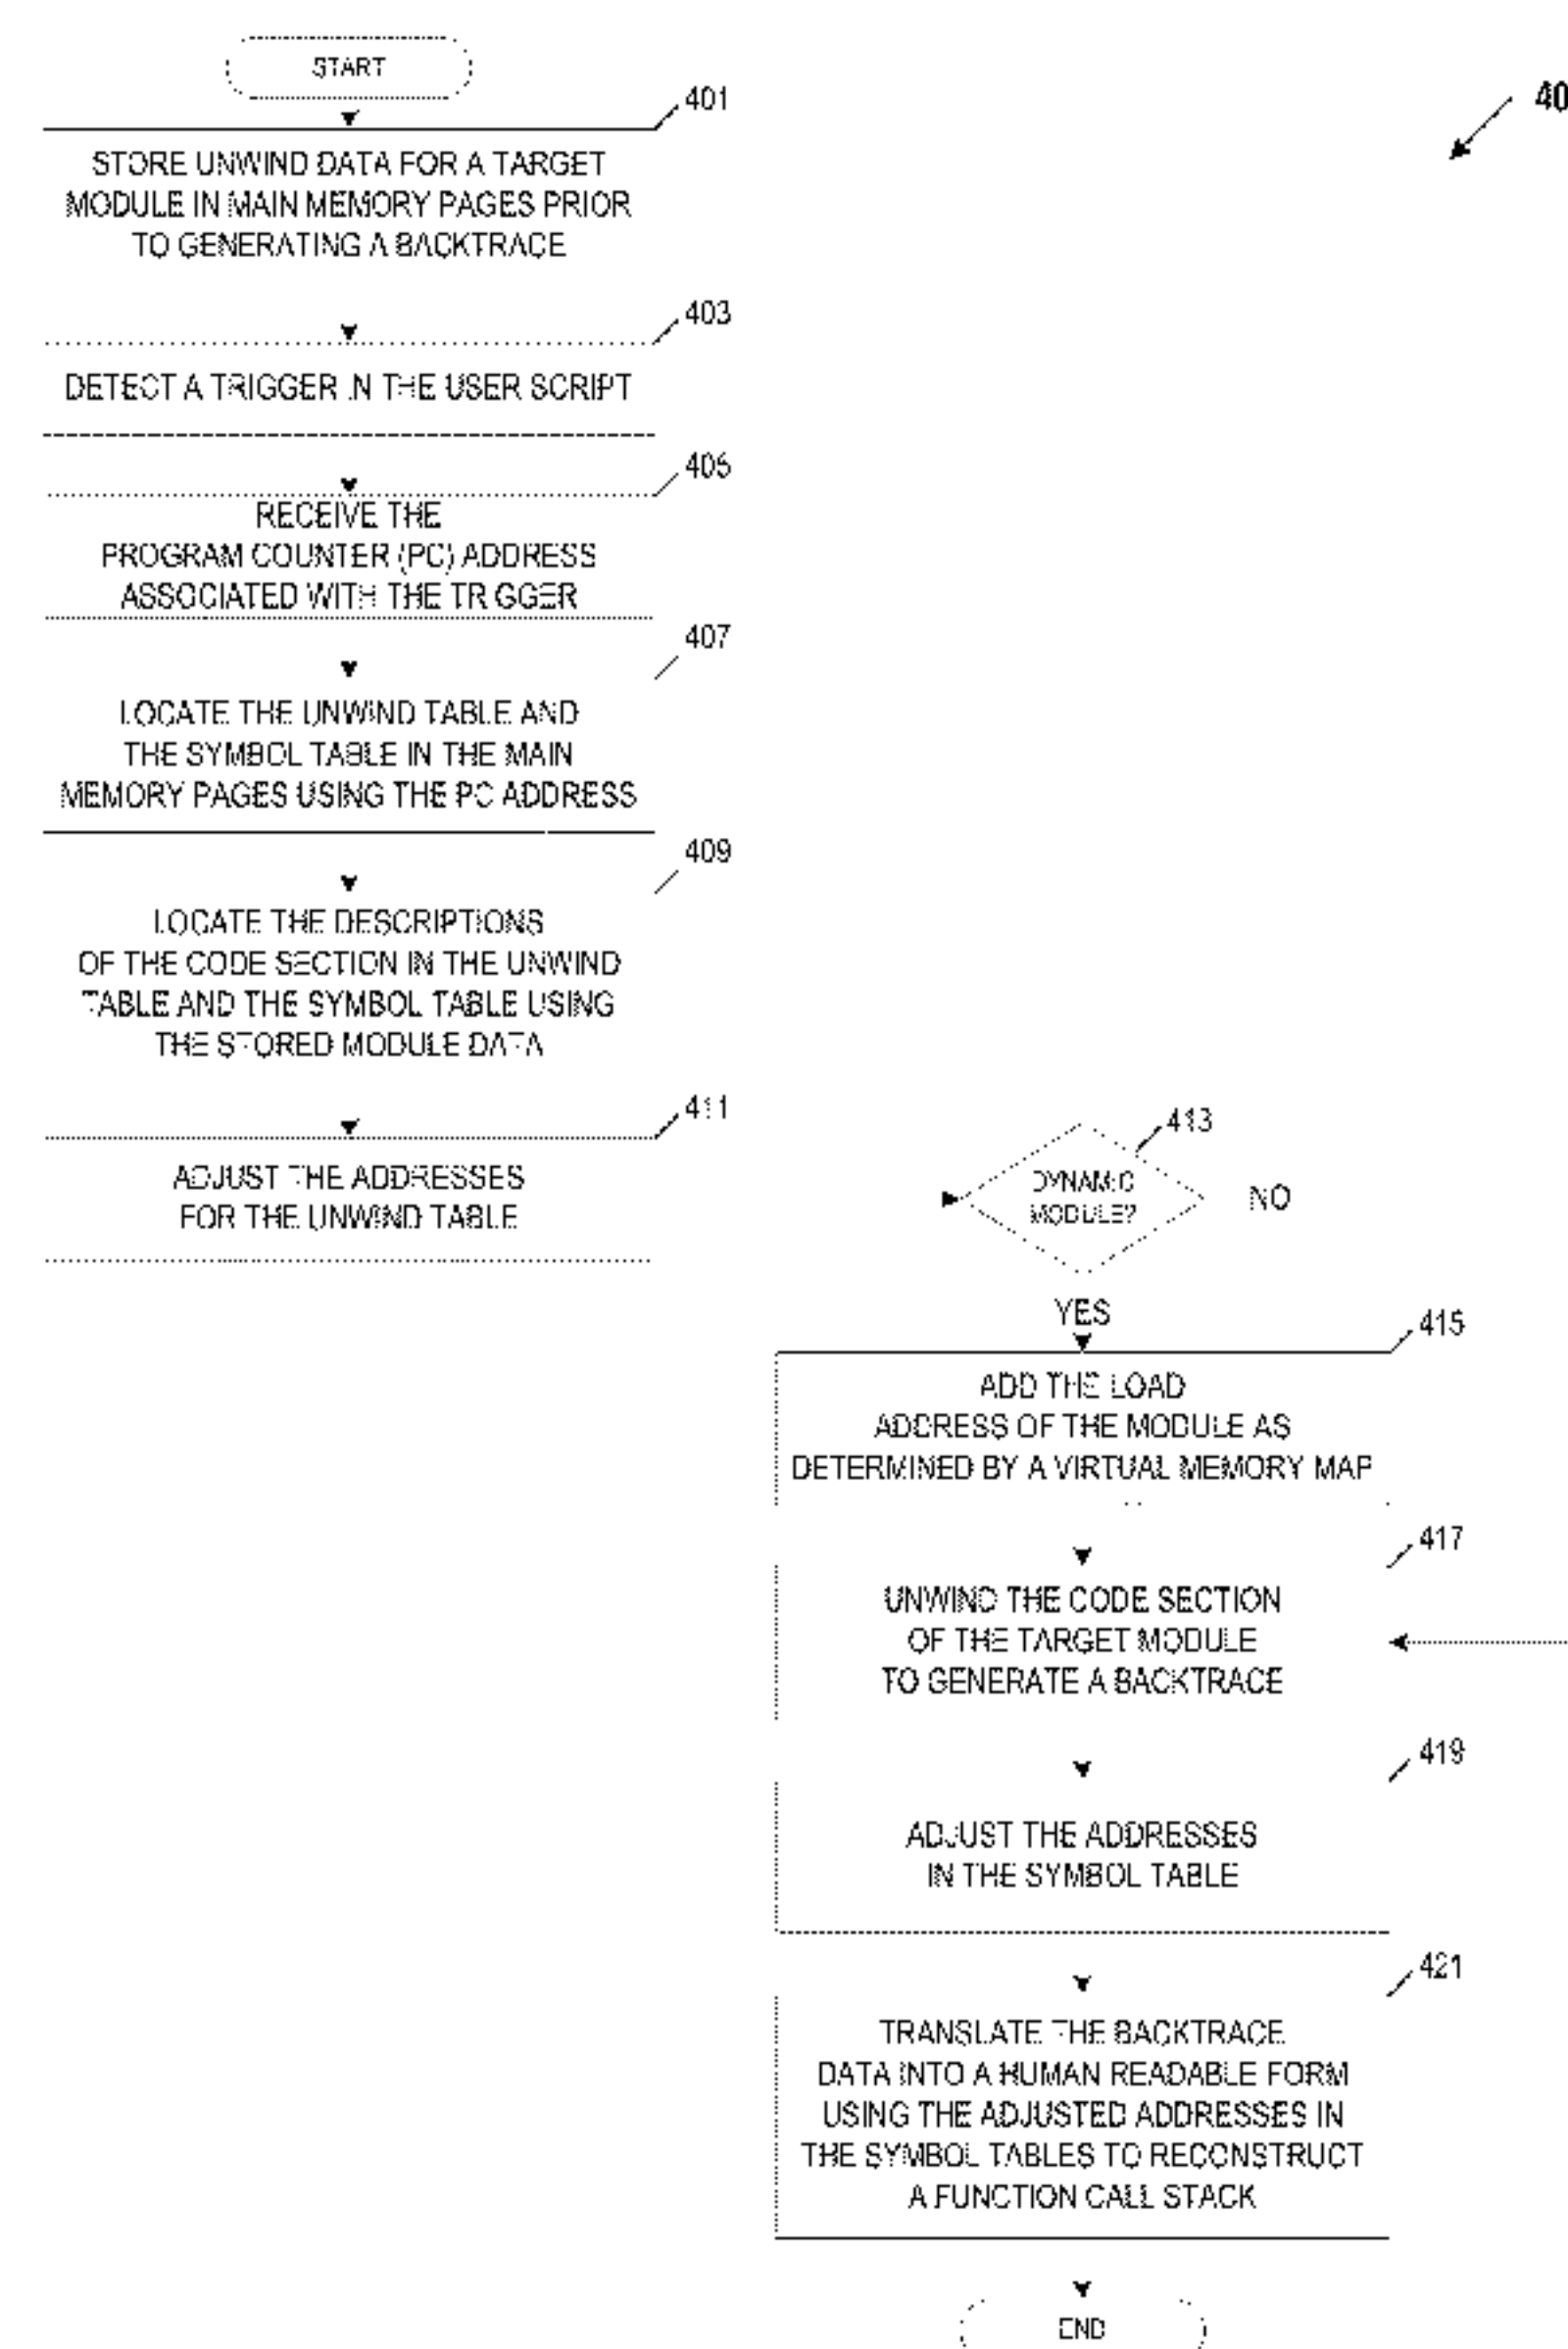 START
401
40
STORE UNWIND DATA FOR A TARGET
MODULE IN MAIN MEMORY PAGES PRIOR
TO GENERATING A BACKTRACE
403
DETECT A TRIGGER IN THE USER SCRIPT
405
RECEIVE THE
PROGRAM COUNTER (PC) ADDRESS
ASSOCIATED WITH THE TRIGGER
407
LOCATE THE UNWIND TABLE AND
THE SYMBOL TABLE IN THE MAIN
MEMORY PAGES USING THE PC ADDRESS
409
LOCATE THE DESCRIPTIONS
OF THE CODE SECTION IN THE UNWIND
TABLE AND THE SYMBOL TABLE USING
THE STORED MODULE DATA
411
ADJUST THE ADDRESSES
FOR THE UNWIND TABLE
413
DYNAMIC
MODULE?
NO
YES
415
ADD THE LOAD
ADDRESS OF THE MODULE AS
DETERMINED BY A VIRTUAL MEMORY MAP
417
UNWIND THE CODE SECTION
OF THE TARGET MODULE
TO GENERATE A BACKTRACE
419
ADJUST THE ADDRESSES
IN THE SYMBOL TABLE
421
TRANSLATE THE BACKTRACE
DATA INTO A HUMAN READABLE FORM
USING THE ADJUSTED ADDRESSES IN
THE SYMBOL TABLES TO RECONSTRUCT
A FUNCTION CALL STACK
END